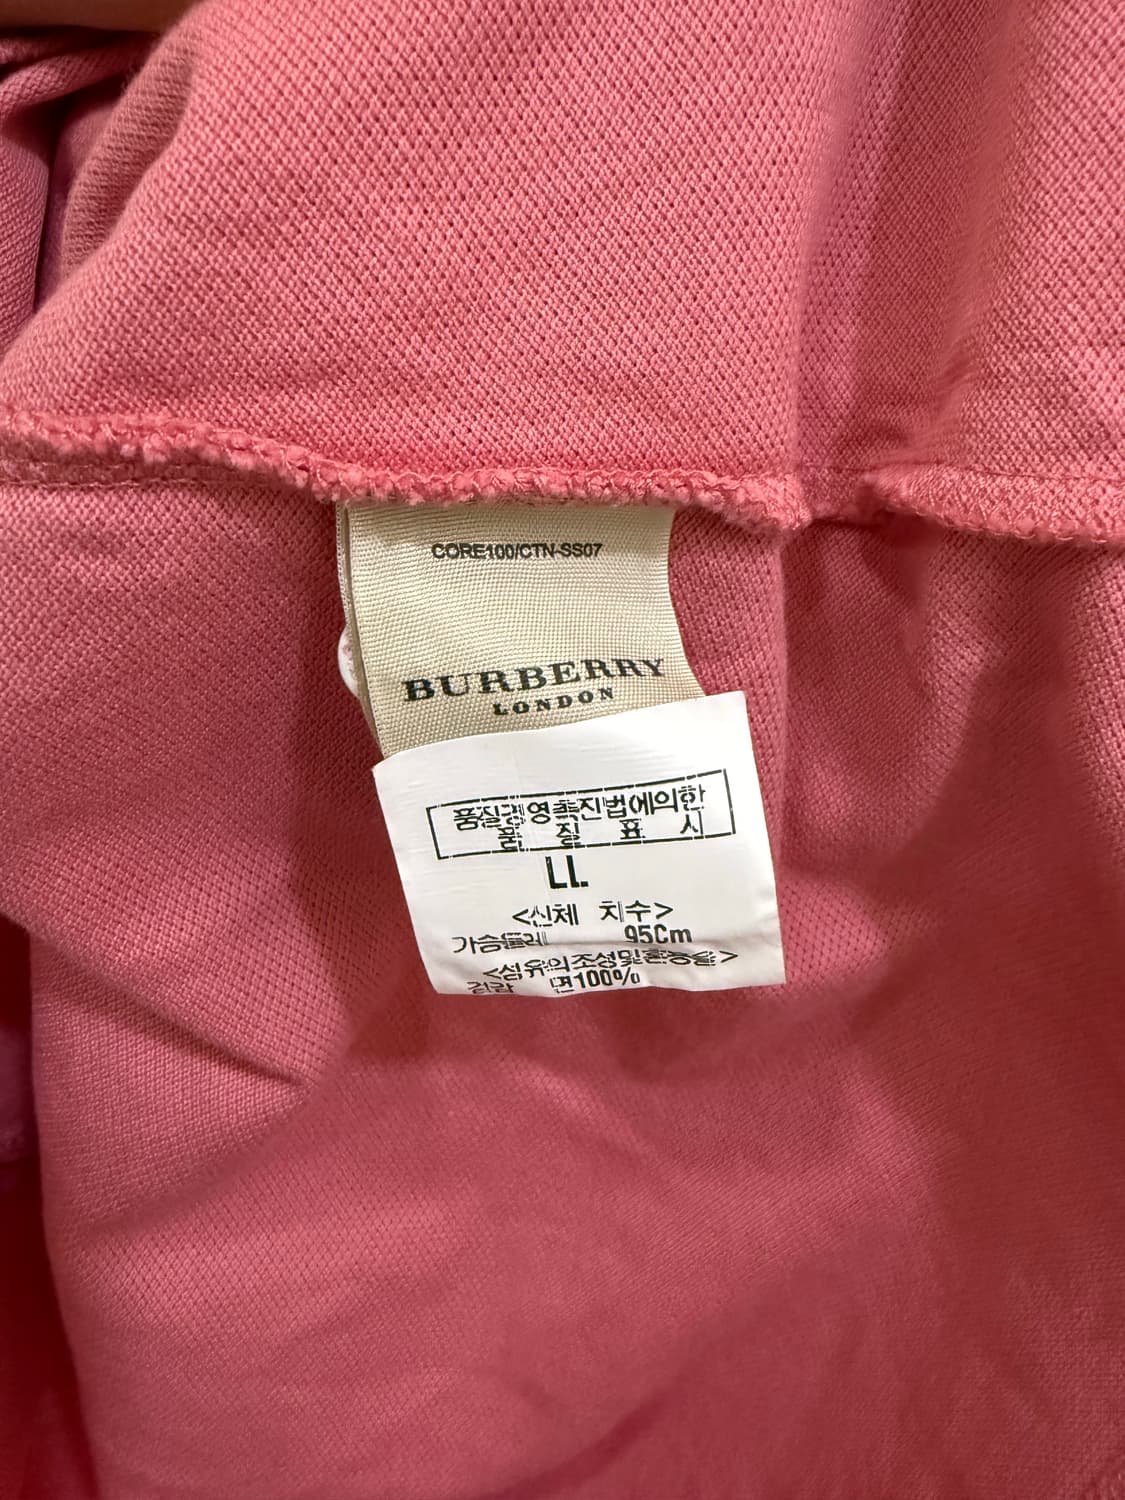 CORE100/CTN-SS07
BURBERRY
LONDON
품질경영촉진법에의한
품 질 표 시
LL
<신체 치수>
가슴둘레 95Cm
<섬유의조성및혼용율>
겉감 면100%